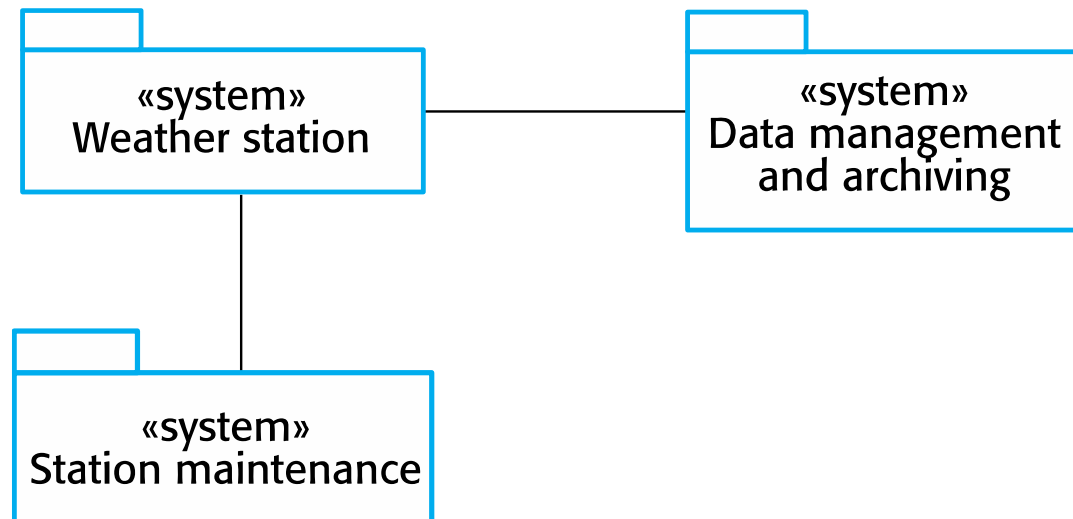 «system»
Weather station
«system»
Data management
and archiving
«system»
Station maintenance